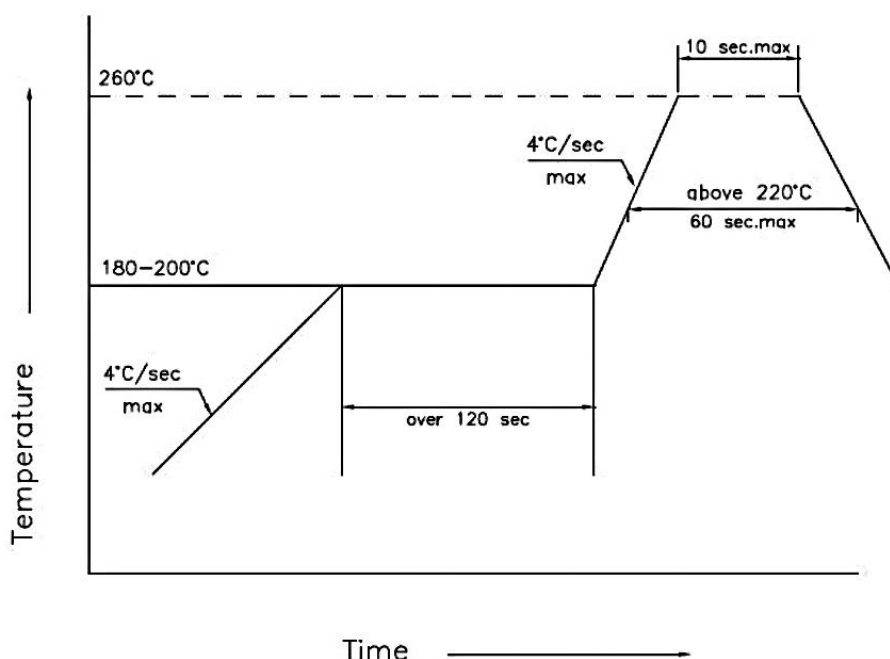 10 sec.max
260°C
4°C/sec
max
above 220°C
60 sec.max
180-200°C
4°C/sec
max
over 120 sec
Temperature
Time